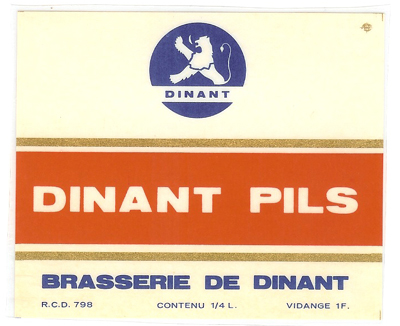 DINANT
DINANT PILS
BRASSERIE DE DINANT
R.C.D. 798 CONTENU 1/4 L. VIDANGE 1F.